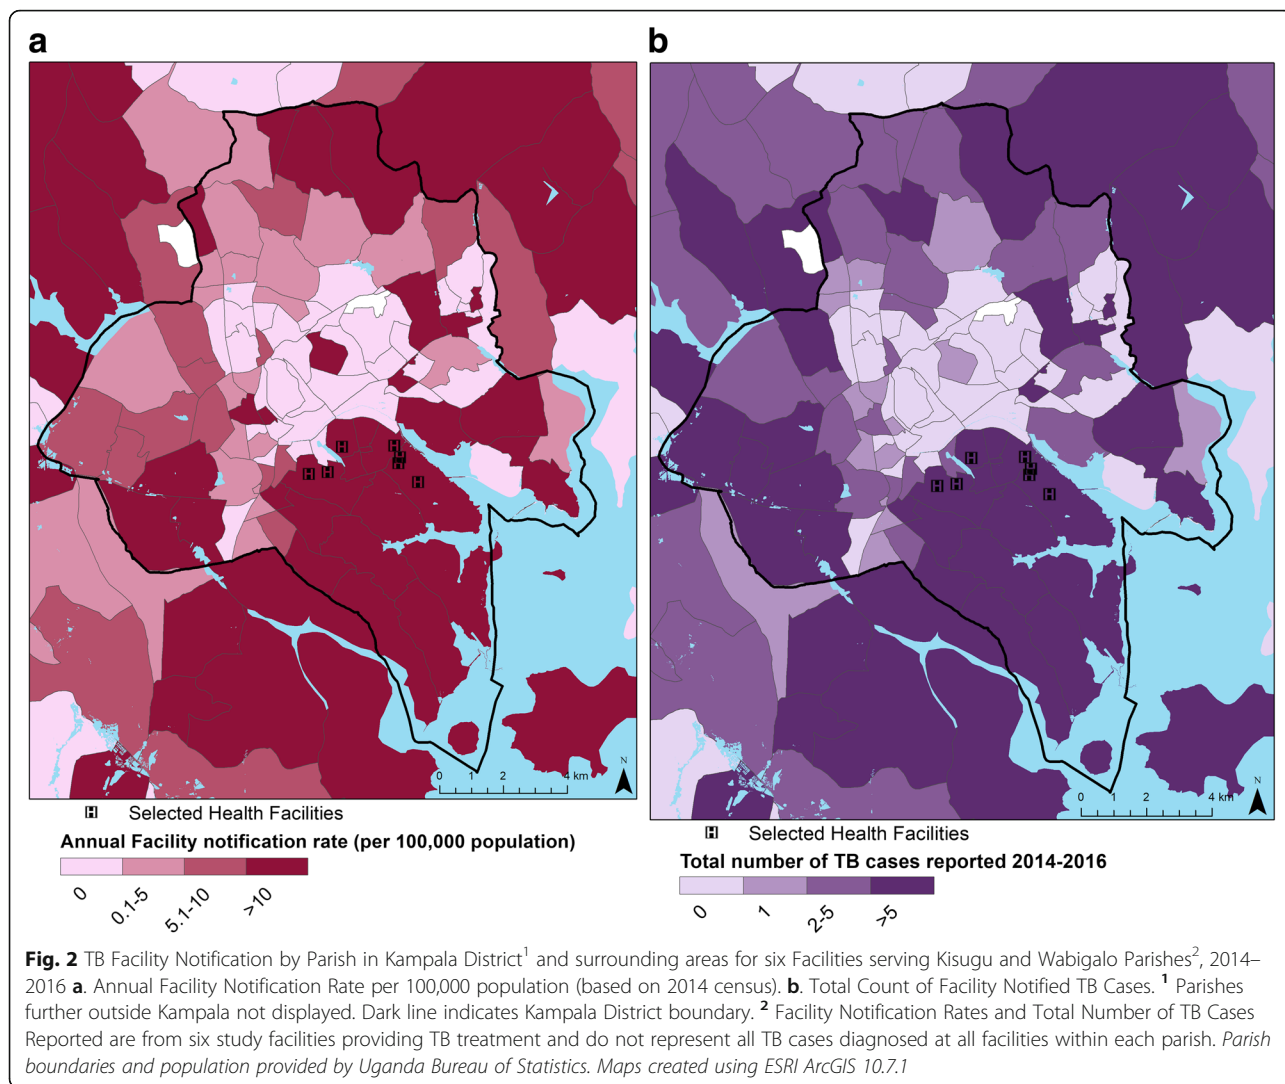 a
b
N
0 1 2 4 km
N
0 1 2 4 km
H Selected Health Facilities
Annual Facility notification rate (per 100,000 population)
0
0.1-5
5.1-10
>10
H Selected Health Facilities
Total number of TB cases reported 2014-2016
0
1
2-5
>5
Fig. 2 TB Facility Notification by Parish in Kampala District1 and surrounding areas for six Facilities serving Kisugu and Wabigalo Parishes2, 2014–
2016 a. Annual Facility Notification Rate per 100,000 population (based on 2014 census). b. Total Count of Facility Notified TB Cases. 1 Parishes
further outside Kampala not displayed. Dark line indicates Kampala District boundary. 2 Facility Notification Rates and Total Number of TB Cases
Reported are from six study facilities providing TB treatment and do not represent all TB cases diagnosed at all facilities within each parish. Parish
boundaries and population provided by Uganda Bureau of Statistics. Maps created using ESRI ArcGIS 10.7.1